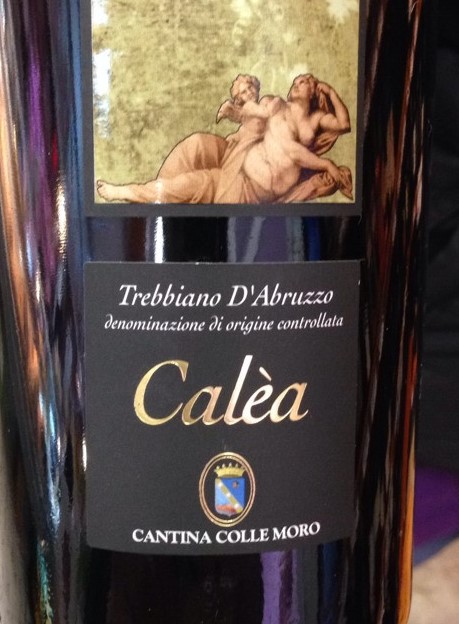 Trebbiano D'Abruzzo
denominazione di origine controllata
Calèa
CANTINA COLLE MORO